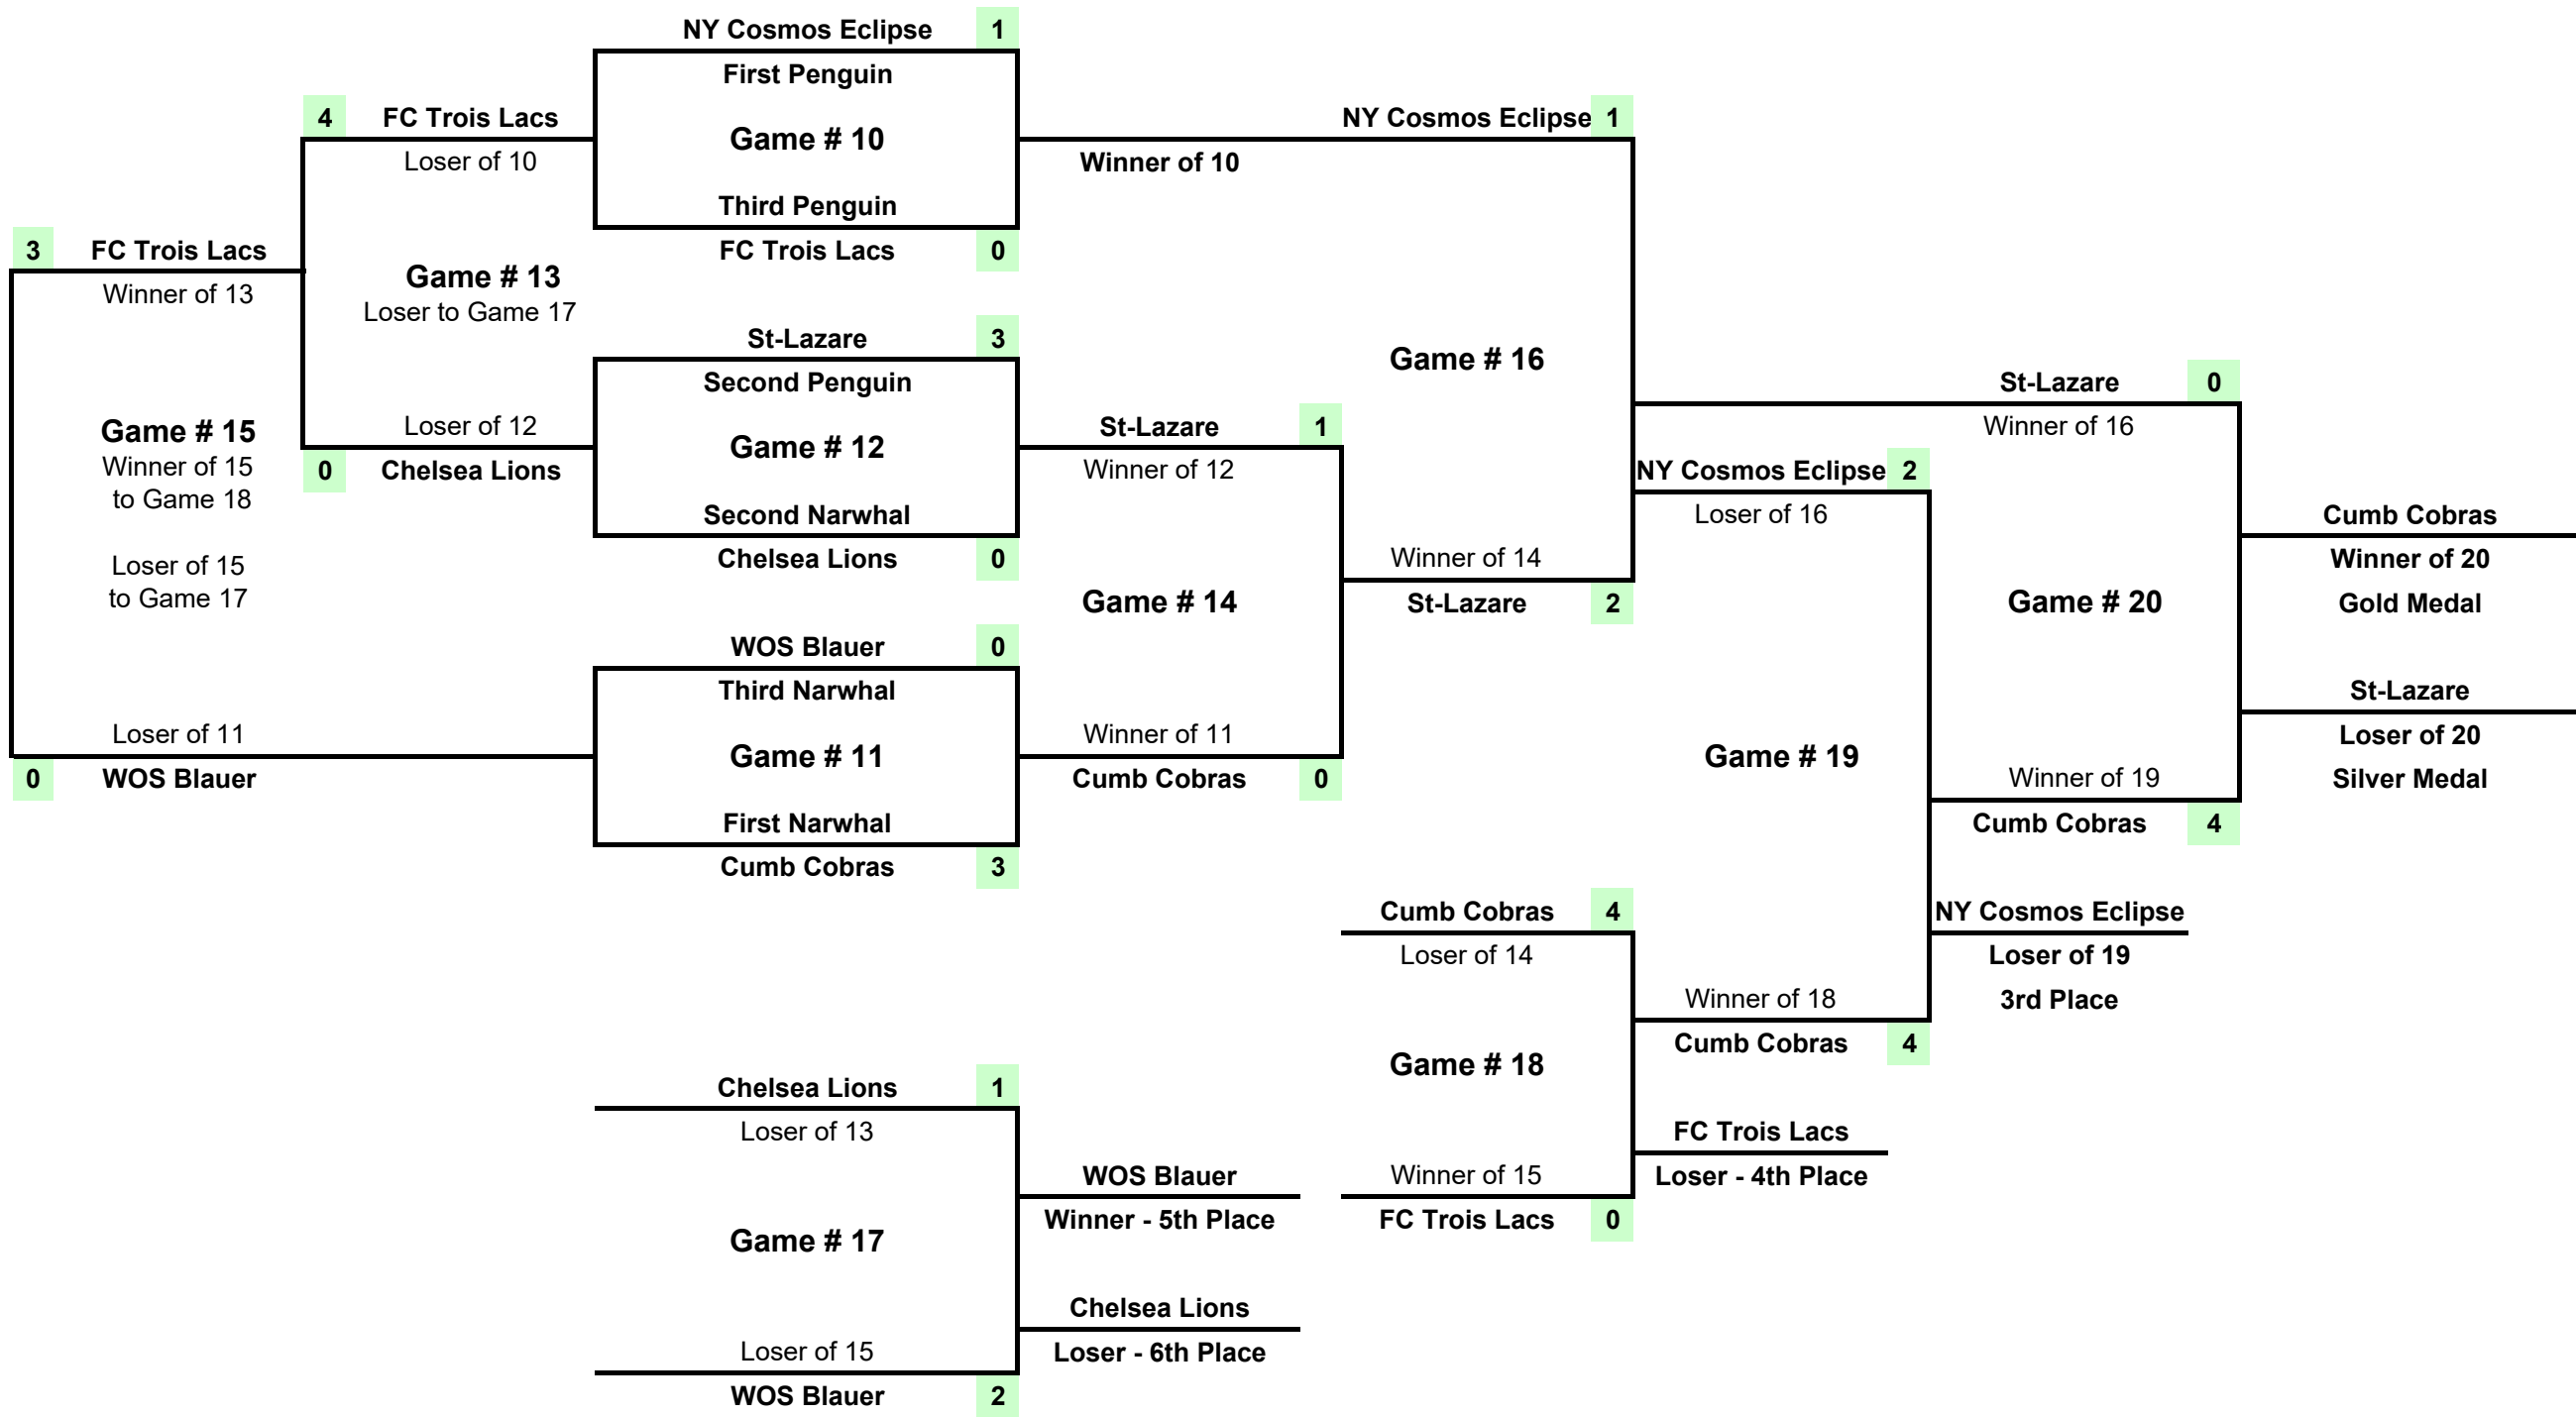 NY Cosmos Eclipse 1
First Penguin
4 FC Trois Lacs
Game # 10
NY Cosmos Eclipse 1
Loser of 10
Winner of 10
Third Penguin
3 FC Trois Lacs
FC Trois Lacs 0
Game # 13
Winner of 13
Loser to Game 17
St-Lazare 3
Game # 16
Second Penguin
St-Lazare 0
Game # 15
Loser of 12
Game # 12
St-Lazare 1
Winner of 16
Winner of 15
0 Chelsea Lions
Winner of 12
NY Cosmos Eclipse 2
to Game 18
Second Narwhal
Loser of 16
Cumb Cobras
Loser of 15
Chelsea Lions 0
Winner of 14
Winner of 20
to Game 17
Game # 14
St-Lazare 2
Game # 20
Gold Medal
WOS Blauer 0
Third Narwhal
St-Lazare
Loser of 11
Game # 11
Winner of 11
Game # 19
Loser of 20
0 WOS Blauer
Cumb Cobras 0
Winner of 19
Silver Medal
First Narwhal
Cumb Cobras 4
Cumb Cobras 3
Cumb Cobras 4
NY Cosmos Eclipse
Loser of 14
Loser of 19
Winner of 18
3rd Place
Cumb Cobras 4
Game # 18
Chelsea Lions 1
Loser of 13
FC Trois Lacs
WOS Blauer
Winner of 15
Loser - 4th Place
Winner - 5th Place
FC Trois Lacs 0
Game # 17
Chelsea Lions
Loser of 15
Loser - 6th Place
WOS Blauer 2